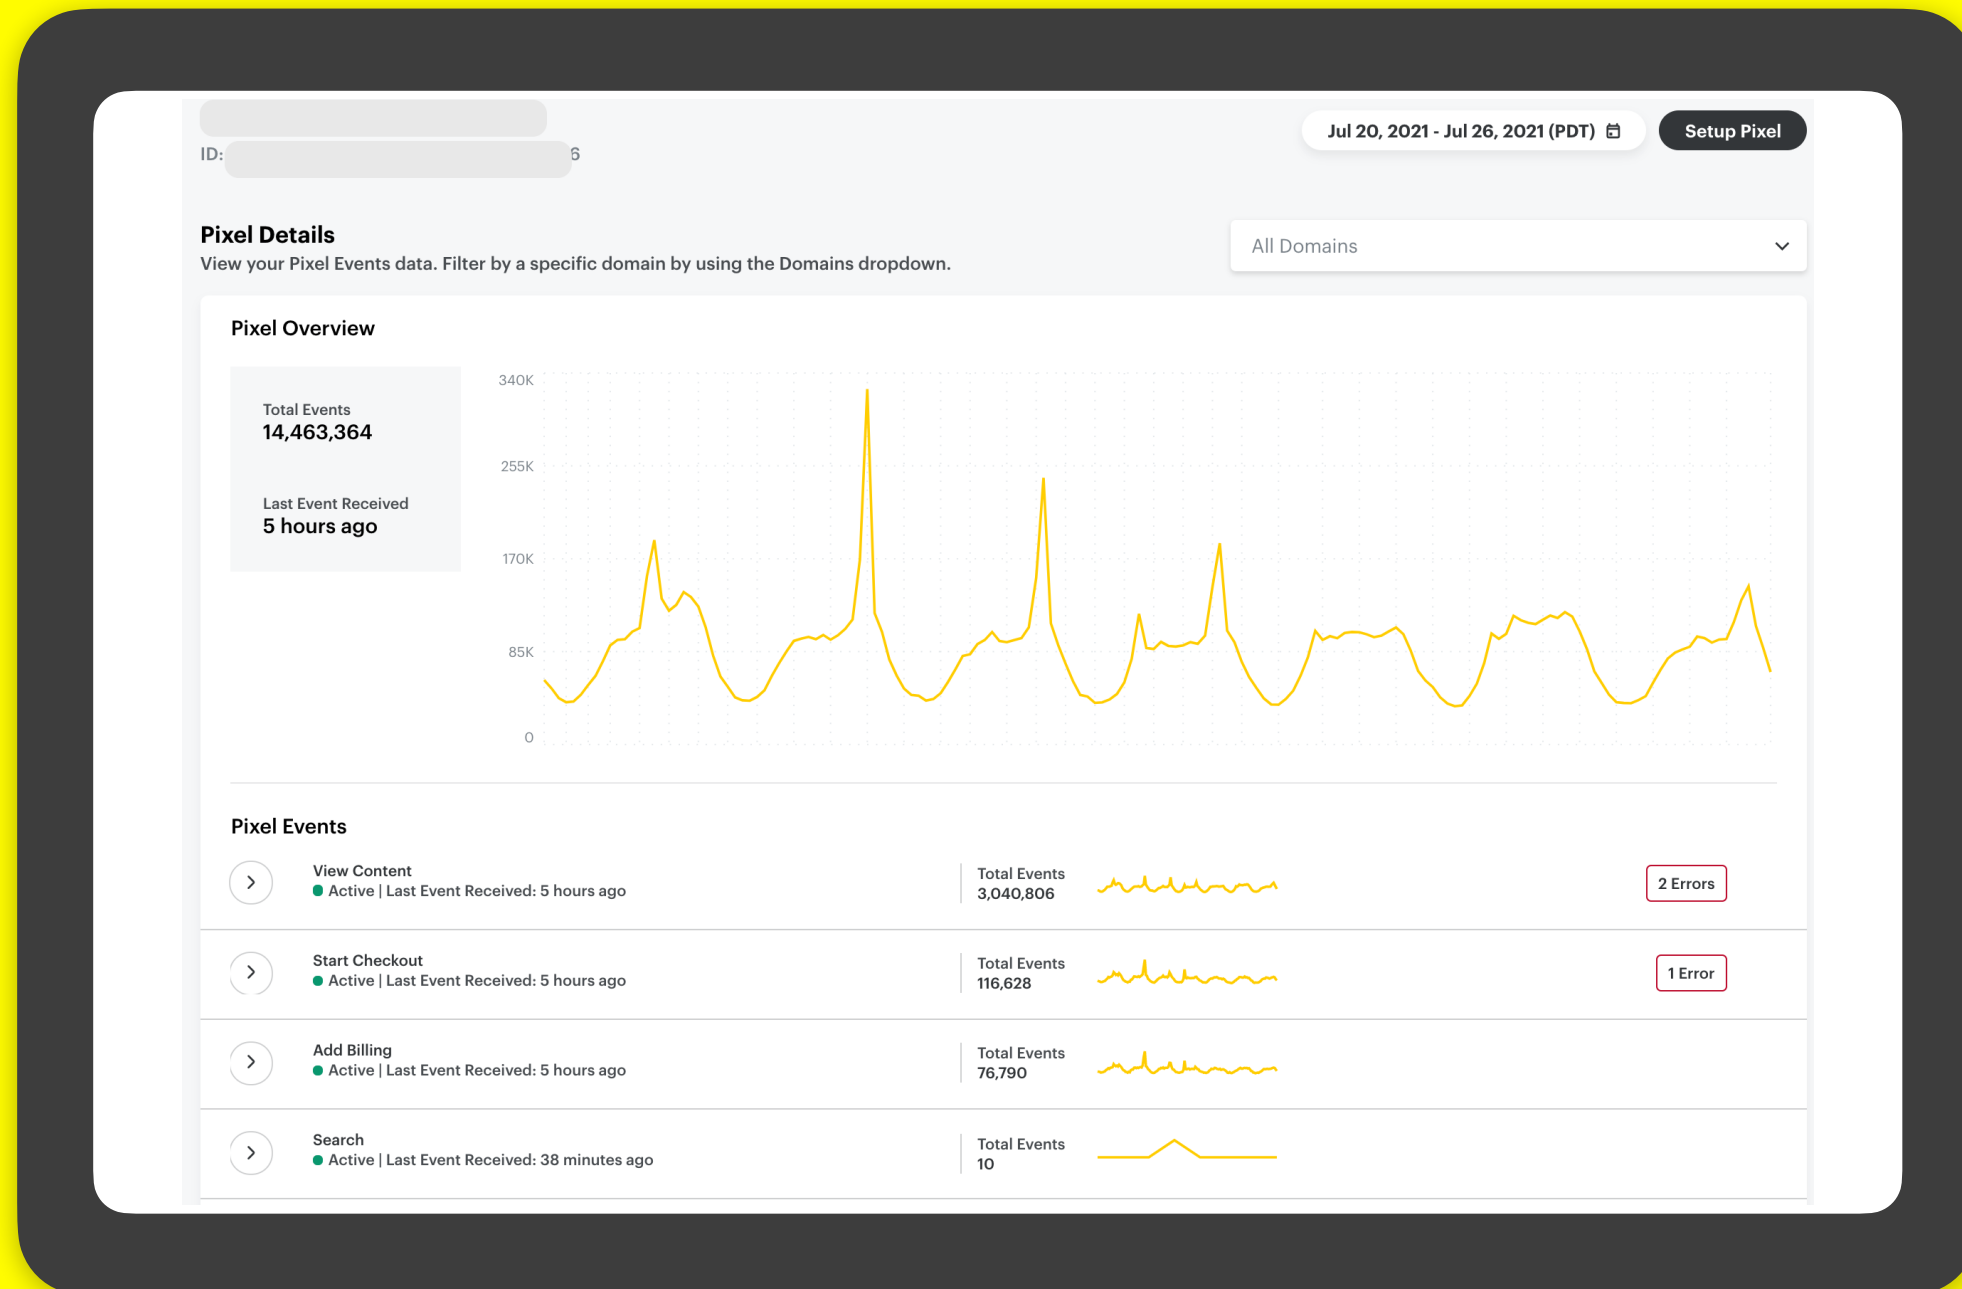 ID: 6
Jul 20, 2021 - Jul 26, 2021 (PDT)
Setup Pixel
Pixel Details
View your Pixel Events data. Filter by a specific domain by using the Domains dropdown.
All Domains
Pixel Overview
Total Events
14,463,364
Last Event Received
5 hours ago
340K
255K
170K
85K
0
Pixel Events
View Content
Active | Last Event Received: 5 hours ago
Total Events
3,040,806
2 Errors
Start Checkout
Active | Last Event Received: 5 hours ago
Total Events
116,628
1 Error
Add Billing
Active | Last Event Received: 5 hours ago
Total Events
76,790
Search
Active | Last Event Received: 38 minutes ago
Total Events
10